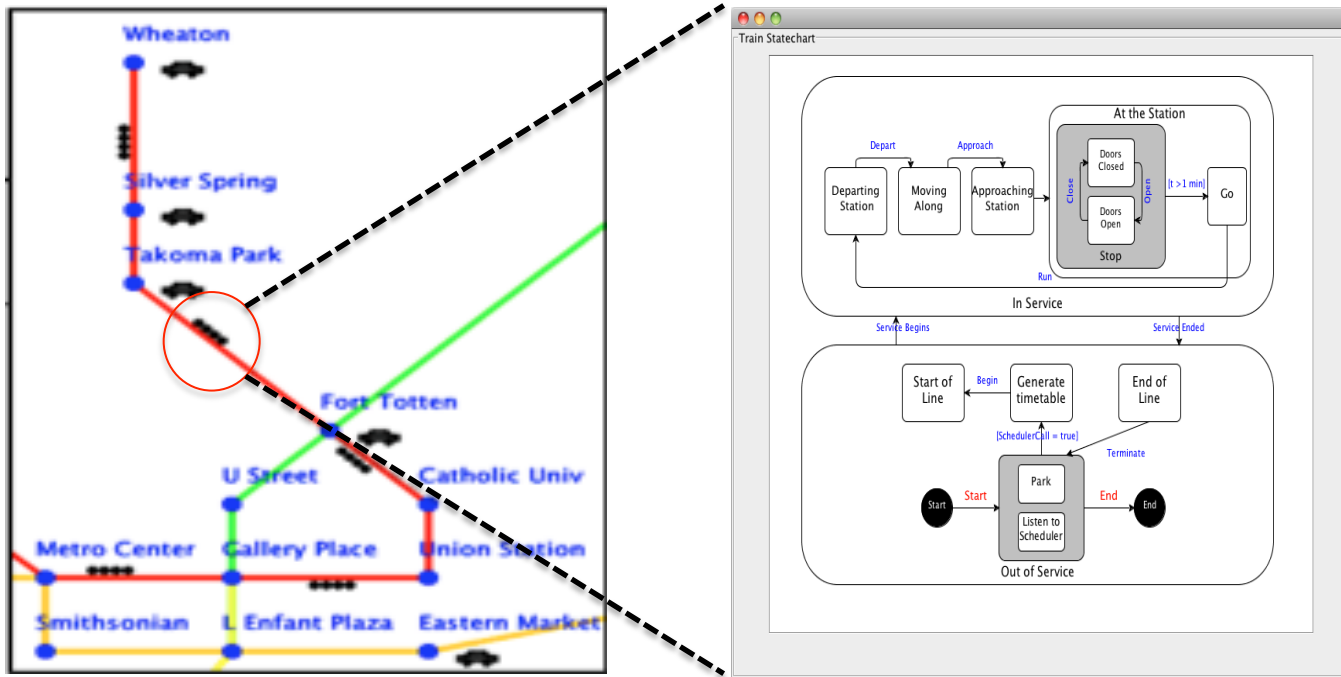 Wheaton
Silver Spring
Takoma Park
Fort Totten
U Street
Catholic Univ
Metro Center
Gallery Place
Union Station
Smithsonian
L Enfant Plaza
Eastern Market
Train Statechart
At the Station
Depart
Approach
Departing
Station
Moving
Along
Approaching
Station
Close
Doors
Closed
Doors
Open
Open
Stop
[t > 1 min]
Go
Run
In Service
Service Begins
Service Ended
Start of
Line
Begin
Generate
timetable
End of
Line
[SchedulerCall = true]
Terminate
Start
Start
Park
Listen to
Scheduler
End
End
Out of Service